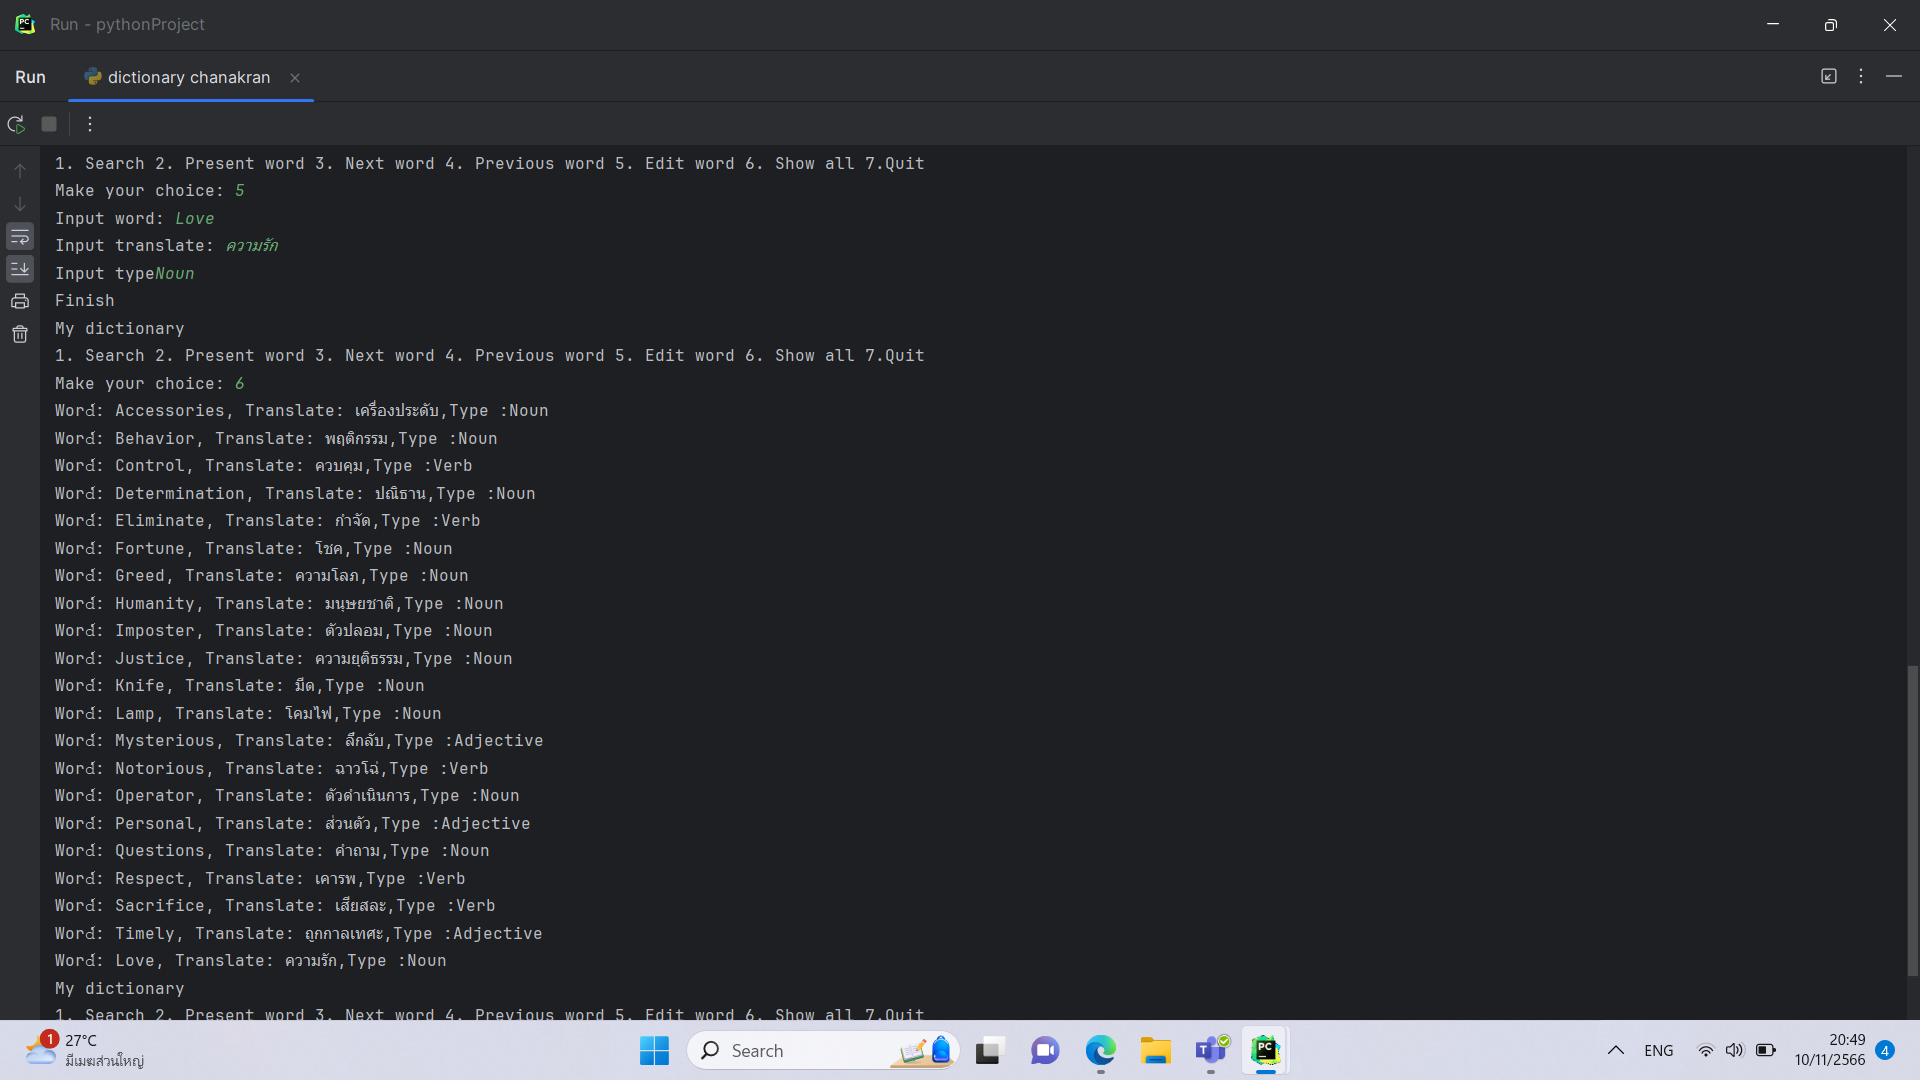 Run - pythonProject
Run
dictionary chanakran
1. Search 2. Present word 3. Next word 4. Previous word 5. Edit word 6. Show all 7.Quit
Make your choice: 5
Input word: Love
Input translate: ความรัก
Input typeNoun
Finish
My dictionary
1. Search 2. Present word 3. Next word 4. Previous word 5. Edit word 6. Show all 7.Quit
Make your choice: 6
Word: Accessories, Translate: เครื่องประดับ,Type :Noun
Word: Behavior, Translate: พฤติกรรม,Type :Noun
Word: Control, Translate: ควบคุม,Type :Verb
Word: Determination, Translate: ปณิธาน,Type :Noun
Word: Eliminate, Translate: กำจัด,Type :Verb
Word: Fortune, Translate: โชค,Type :Noun
Word: Greed, Translate: ความโลภ,Type :Noun
Word: Humanity, Translate: มนุษยชาติ,Type :Noun
Word: Imposter, Translate: ตัวปลอม,Type :Noun
Word: Justice, Translate: ความยุติธรรม,Type :Noun
Word: Knife, Translate: มีด,Type :Noun
Word: Lamp, Translate: โคมไฟ,Type :Noun
Word: Mysterious, Translate: ลึกลับ,Type :Adjective
Word: Notorious, Translate: ฉาวโฉ่,Type :Verb
Word: Operator, Translate: ตัวดำเนินการ,Type :Noun
Word: Personal, Translate: ส่วนตัว,Type :Adjective
Word: Questions, Translate: คำถาม,Type :Noun
Word: Respect, Translate: เคารพ,Type :Verb
Word: Sacrifice, Translate: เสียสละ,Type :Verb
Word: Timely, Translate: ถูกกาลเทศะ,Type :Adjective
Word: Love, Translate: ความรัก,Type :Noun
My dictionary
1. Search 2. Present word 3. Next word 4. Previous word 5. Edit word 6. Show all 7.Quit
1
27°C
มีเมฆส่วนใหญ่
Search
ENG
20:49
10/11/2566
4